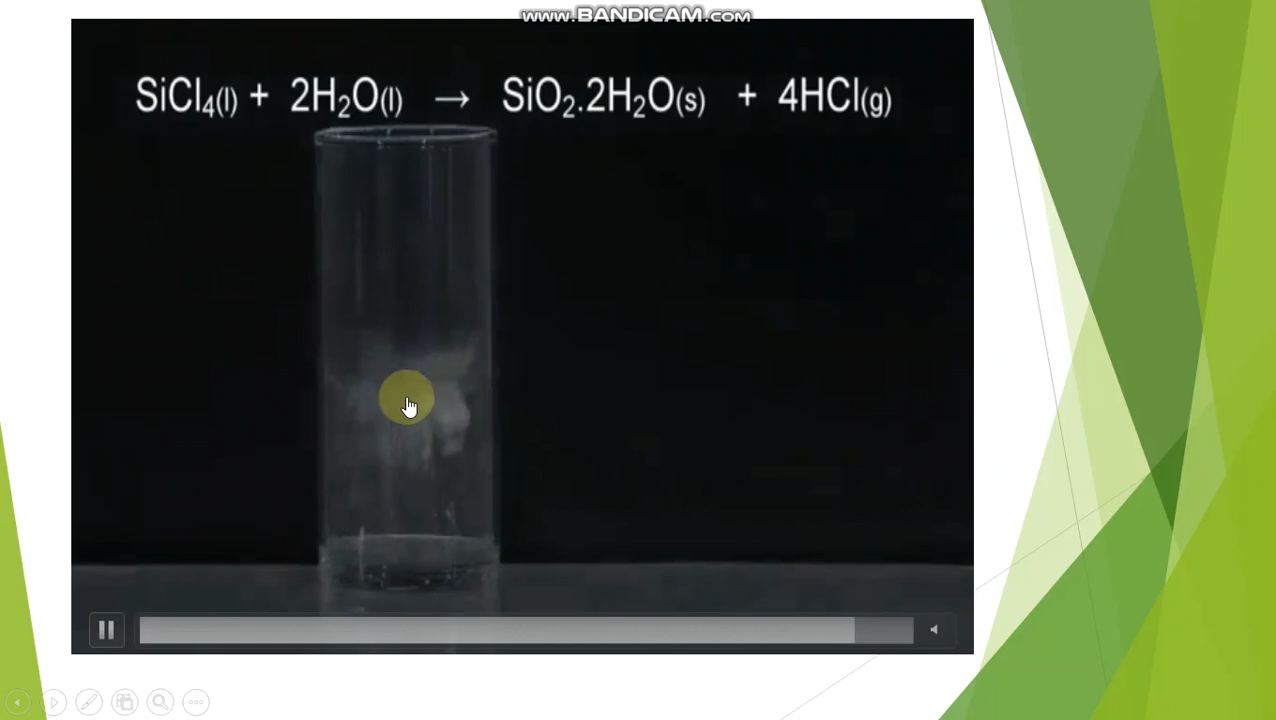 www.BANDICAM.com
SiCl₄(l) + 2H₂O(l) → SiO₂.2H₂O(s) + 4HCl(g)